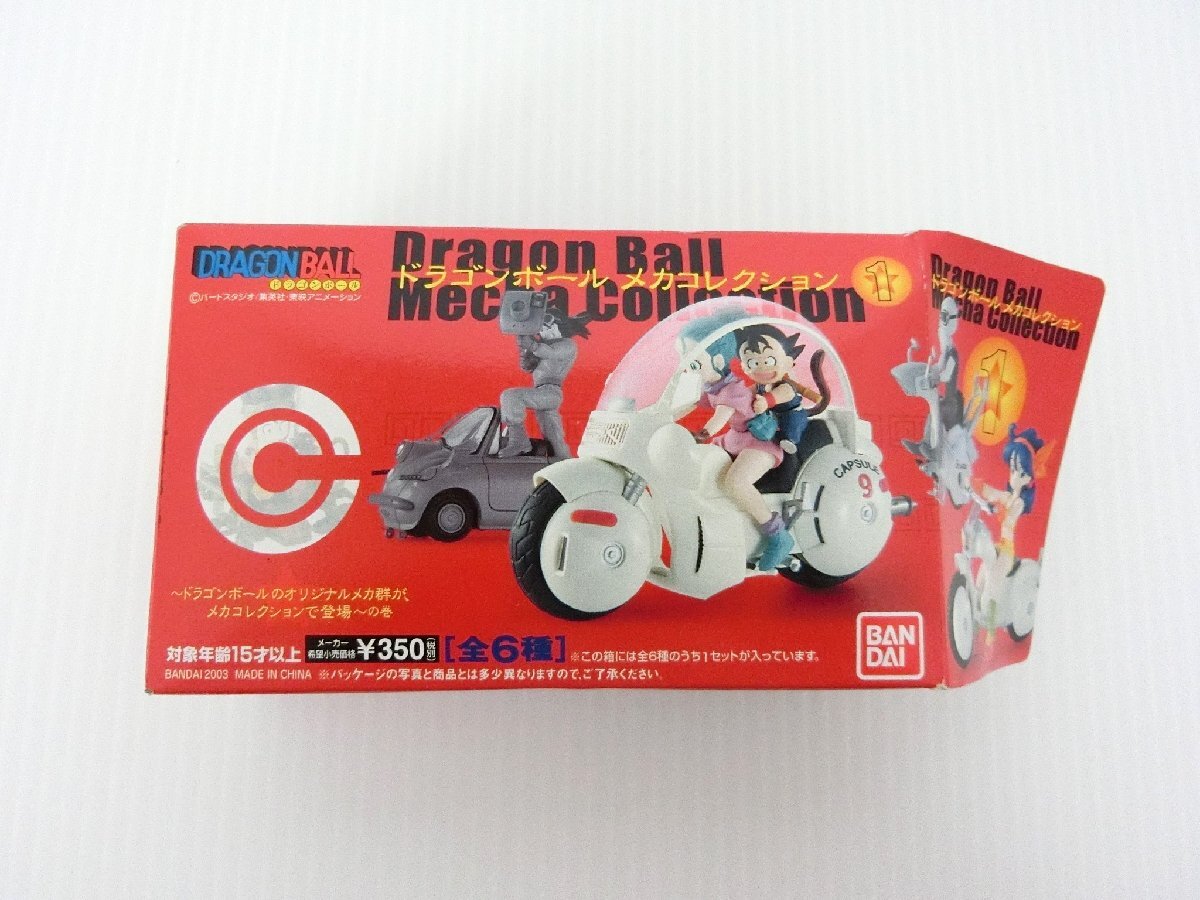 DRAGON BALL
ドラゴンボール
©バードスタジオ/集英社・東映アニメーション
Dragon Ball
ドラゴンボール メカコレクション 1
Mecha Collection
CAPSULE
9
～ドラゴンボールのオリジナルメカ群が、
メカコレクションで登場～の巻
対象年齢15才以上 メーカー希望小売価格 ¥350(税別) [全6種] ※この箱には全6種のうち1セットが入っています。
BANDAI 2003 MADE IN CHINA ※パッケージの写真と商品とは多少異なりますので、ご了承ください。
BAN
DAI
Dragon Ball
ドラゴンボール メカコレクション
Mecha Collection
1